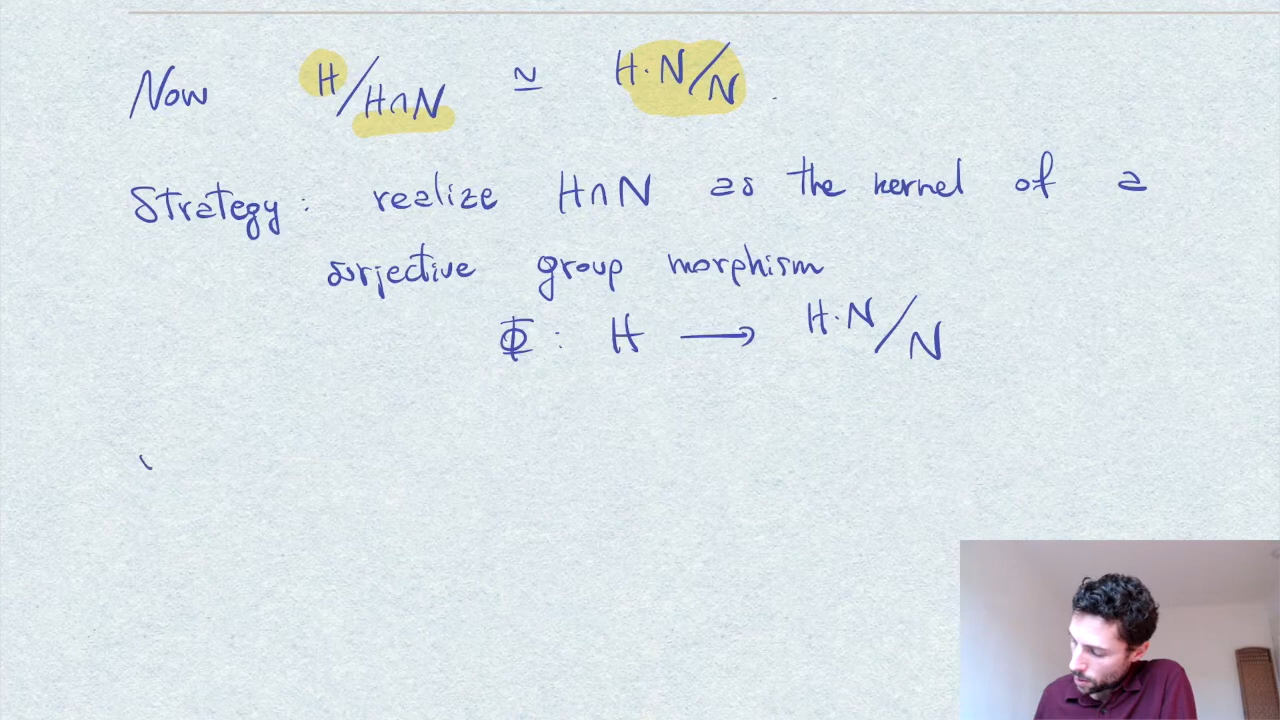 Now H/H∩N ≃ H·N/N.
Strategy: realize H∩N as the kernel of a
surjective group morphism
Φ: H ⟶ H·N/N